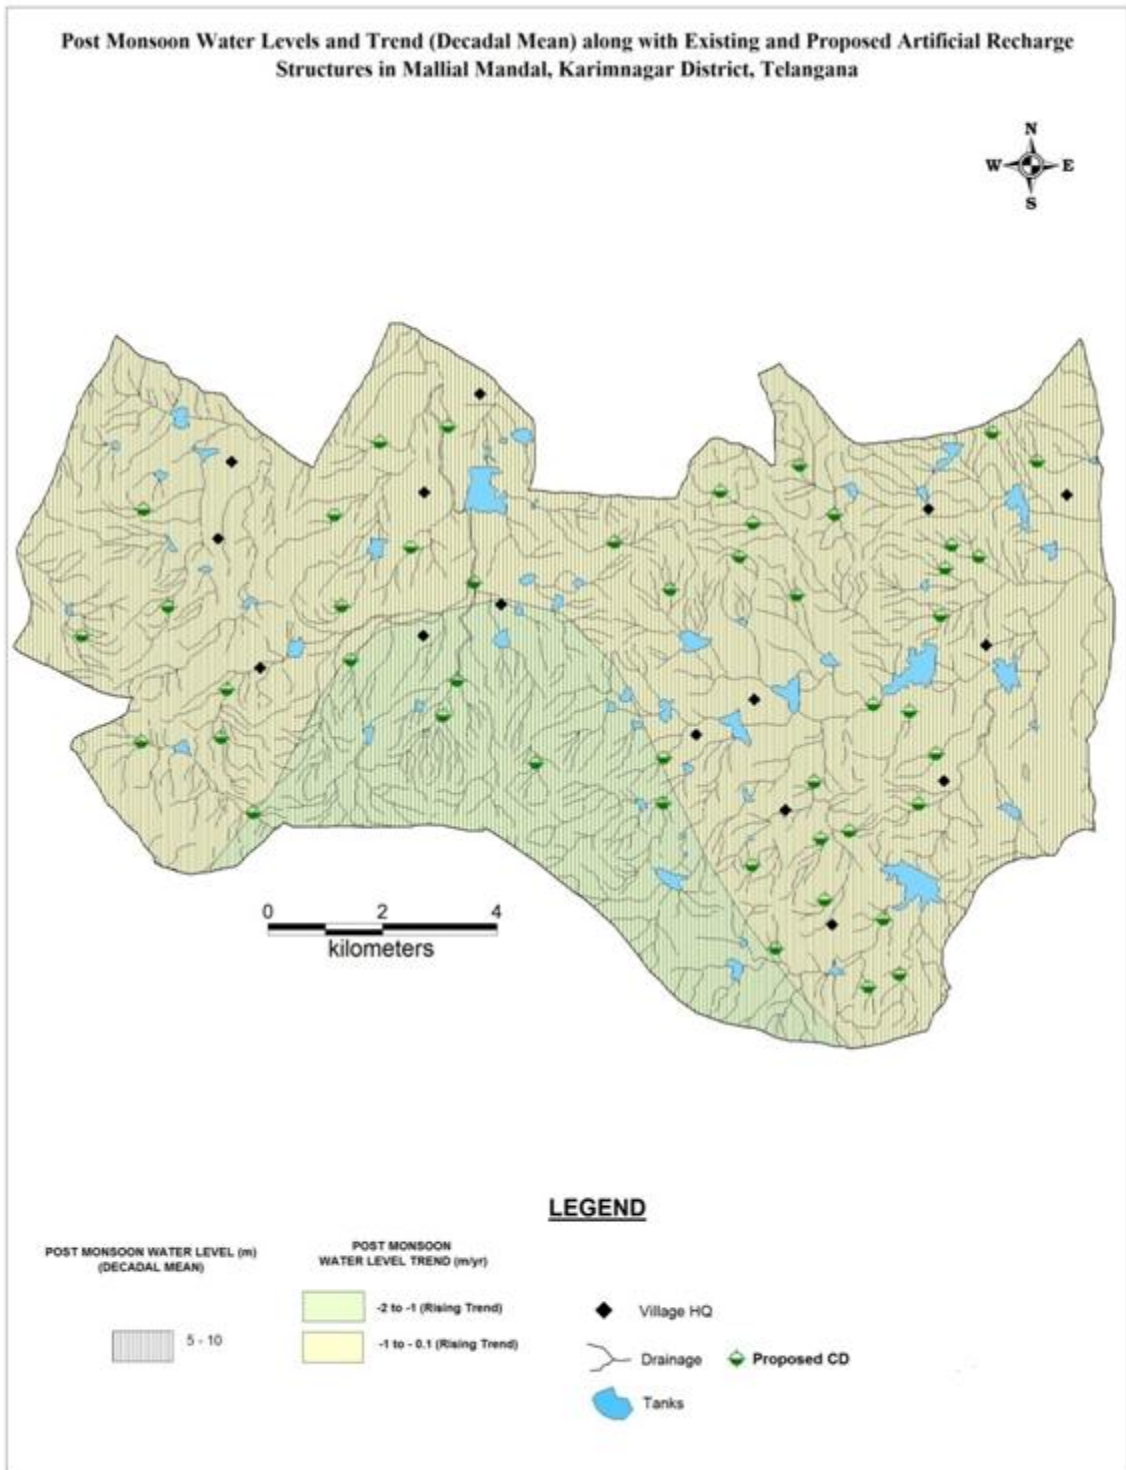 Post Monsoon Water Levels and Trend (Decadal Mean) along with Existing and Proposed Artificial Recharge
Structures in Mallial Mandal, Karimnagar District, Telangana
N
W E
S
0 2 4
kilometers
LEGEND
POST MONSOON WATER LEVEL (m)
(DECADAL MEAN)
5 - 10
POST MONSOON
WATER LEVEL TREND (m/yr)
-2 to -1 (Rising Trend)
-1 to - 0.1 (Rising Trend)
Village HQ
Drainage
Proposed CD
Tanks